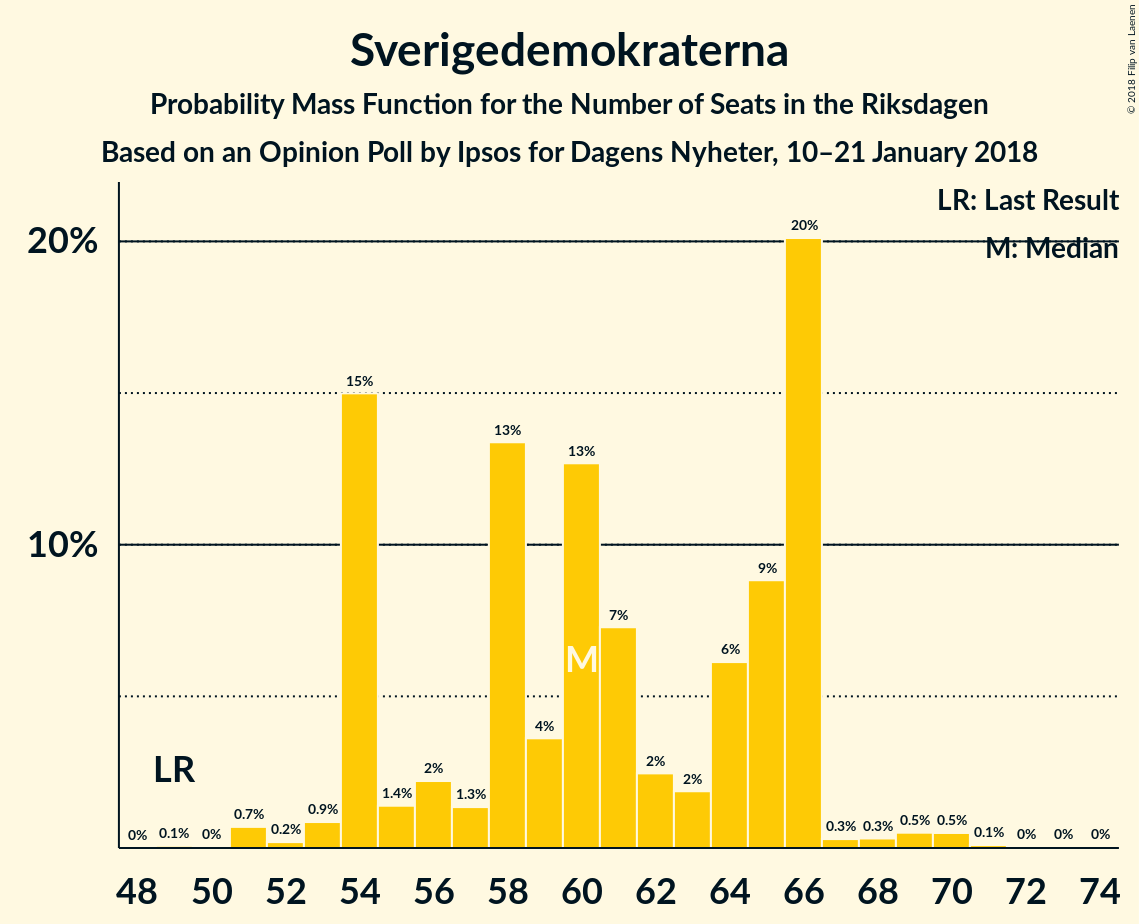 © 2018 Filip van Laenen
Sverigedemokraterna
Probability Mass Function for the Number of Seats in the Riksdagen
Based on an Opinion Poll by Ipsos for Dagens Nyheter, 10–21 January 2018
LR: Last Result
M: Median
20%
10%
0% 0.1% 0% 0.7% 0.2% 0.9% 15% 1.4% 2% 1.3% 13% 4% 13% 7% 2% 2% 6% 9% 20% 0.3% 0.3% 0.5% 0.5% 0.1% 0% 0% 0%
M
LR
48 50 52 54 56 58 60 62 64 66 68 70 72 74